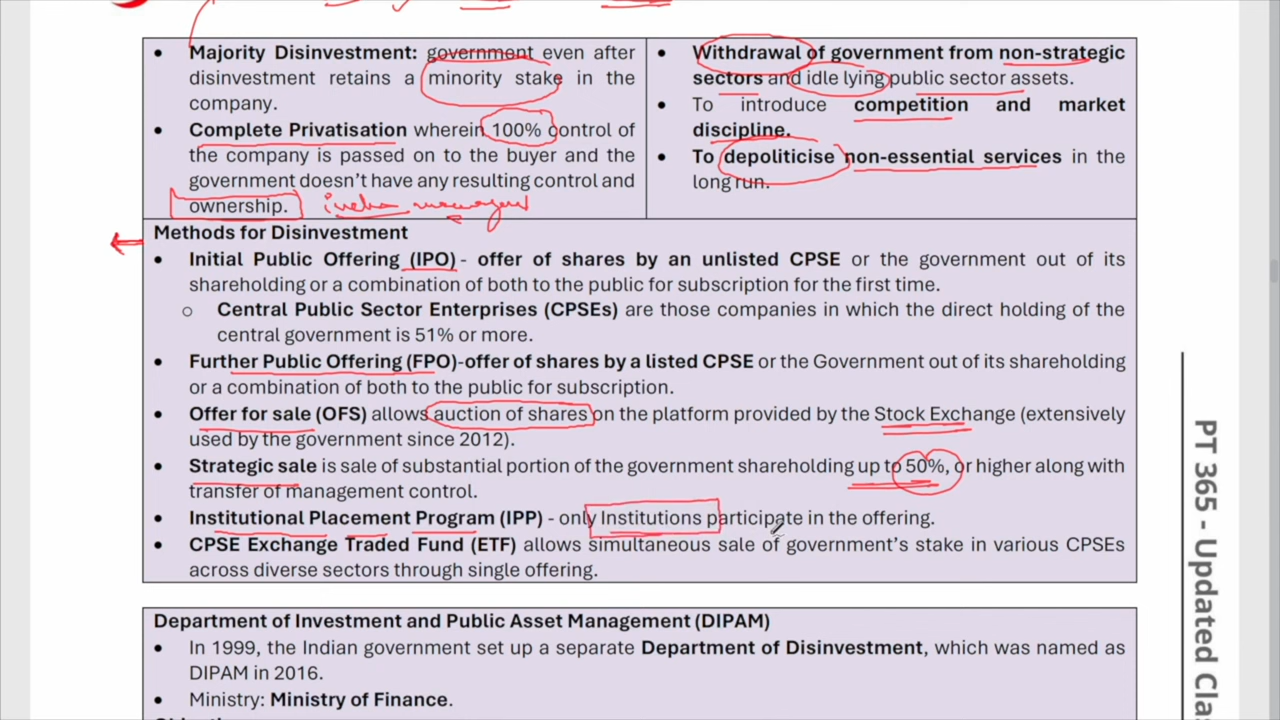 • Majority Disinvestment: government even after
disinvestment retains a minority stake in the
company.
• Complete Privatisation wherein 100% control of
the company is passed on to the buyer and the
government doesn't have any resulting control and
ownership.
• Withdrawal of government from non-strategic
sectors and idle lying public sector assets.
• To introduce competition and market
discipline.
• To depoliticise non-essential services in the
long run.
Methods for Disinvestment
• Initial Public Offering (IPO) - offer of shares by an unlisted CPSE or the government out of its
shareholding or a combination of both to the public for subscription for the first time.
o Central Public Sector Enterprises (CPSEs) are those companies in which the direct holding of the
central government is 51% or more.
• Further Public Offering (FPO)-offer of shares by a listed CPSE or the Government out of its shareholding
or a combination of both to the public for subscription.
• Offer for sale (OFS) allows auction of shares on the platform provided by the Stock Exchange (extensively
used by the government since 2012).
• Strategic sale is sale of substantial portion of the government shareholding up to 50%, or higher along with
transfer of management control.
• Institutional Placement Program (IPP) - only Institutions participate in the offering.
• CPSE Exchange Traded Fund (ETF) allows simultaneous sale of government's stake in various CPSEs
across diverse sectors through single offering.
Department of Investment and Public Asset Management (DIPAM)
• In 1999, the Indian government set up a separate Department of Disinvestment, which was named as
DIPAM in 2016.
• Ministry: Ministry of Finance.
PT 365 - Updated Cla